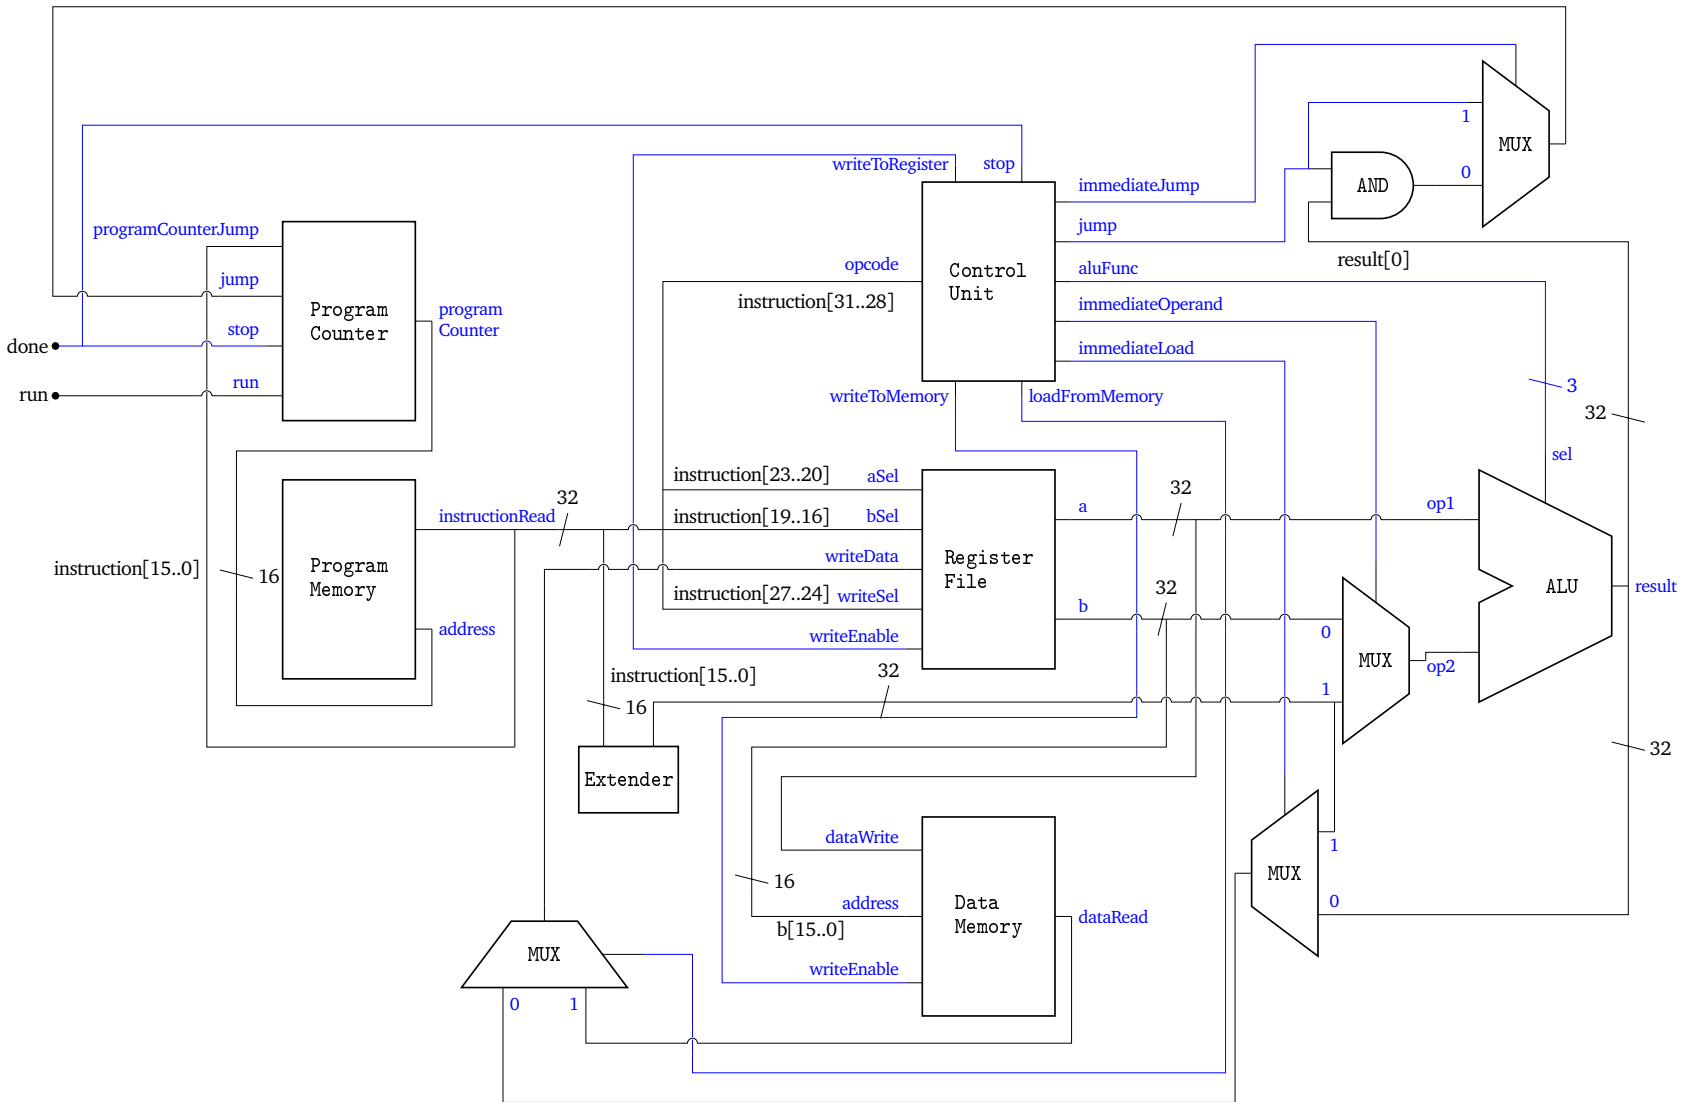 writeToRegister
stop
immediateJump
jump
aluFunc
immediateOperand
immediateLoad
opcode
instruction[31..28]
Control
Unit
writeToMemory
loadFromMemory
1
0
MUX
AND
result[0]
programCounterJump
jump
stop
run
done
run
Program
Counter
program
Counter
3
32
sel
instruction[23..20]
aSel
instruction[19..16]
bSel
writeData
instruction[27..24]
writeSel
writeEnable
Register
File
a
b
32
32
op1
op2
ALU
result
instructionRead
32
Program
Memory
address
instruction[15..0]
16
instruction[15..0]
16
32
Extender
0
1
MUX
32
dataWrite
16
address
b[15..0]
writeEnable
Data
Memory
dataRead
1
0
MUX
MUX
0
1